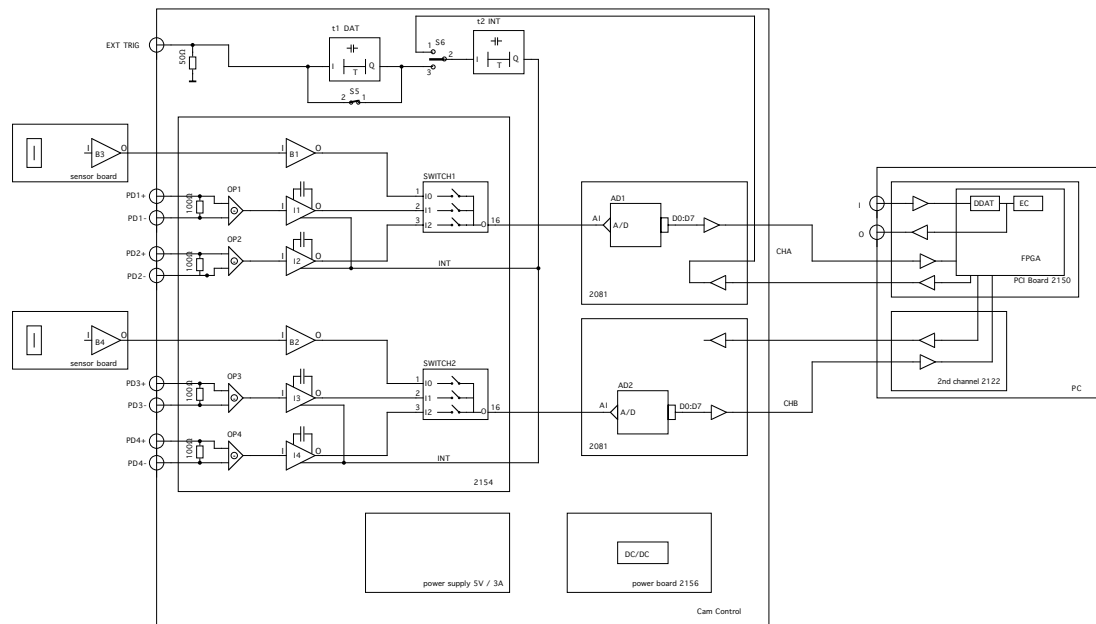 t1 DAT
t2 INT
EXT TRIG
50Ω
I
T
Q
S5
2
1
S6
1
2
3
I
T
Q
I
B3
O
sensor board
I
B1
O
PD1+
PD1-
100Ω
OP1
I
I1
O
PD2+
PD2-
100Ω
OP2
I
I2
O
SWITCH1
1
2
3
I0
I1
I2
O
16
INT
AD1
AI
A/D
D0:D7
2081
CHA
I
O
DDAT
EC
FPGA
PCI Board 2150
I
B4
O
sensor board
I
B2
O
PD3+
PD3-
100Ω
OP3
I
I3
O
PD4+
PD4-
100Ω
OP4
I
I4
O
SWITCH2
1
2
3
I0
I1
I2
O
16
INT
2154
AD2
AI
A/D
D0:D7
2081
CHB
2nd channel 2122
PC
power supply 5V / 3A
DC/DC
power board 2156
Cam Control